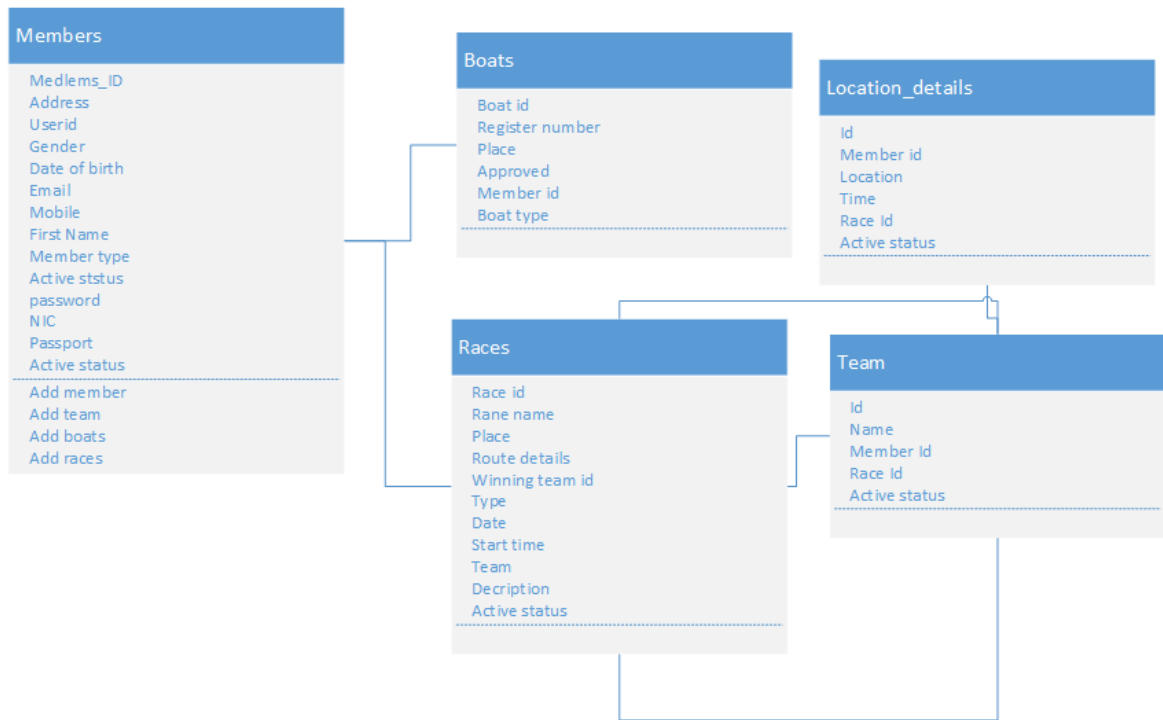 Members
Medlems_ID
Address
Userid
Gender
Date of birth
Email
Mobile
First Name
Member type
Active ststus
password
NIC
Passport
Active status
Add member
Add team
Add boats
Add races
Boats
Boat id
Register number
Place
Approved
Member id
Boat type
Location_details
Id
Member id
Location
Time
Race Id
Active status
Races
Race id
Rane name
Place
Route details
Winning team id
Type
Date
Start time
Team
Decription
Active status
Team
Id
Name
Member Id
Race Id
Active status